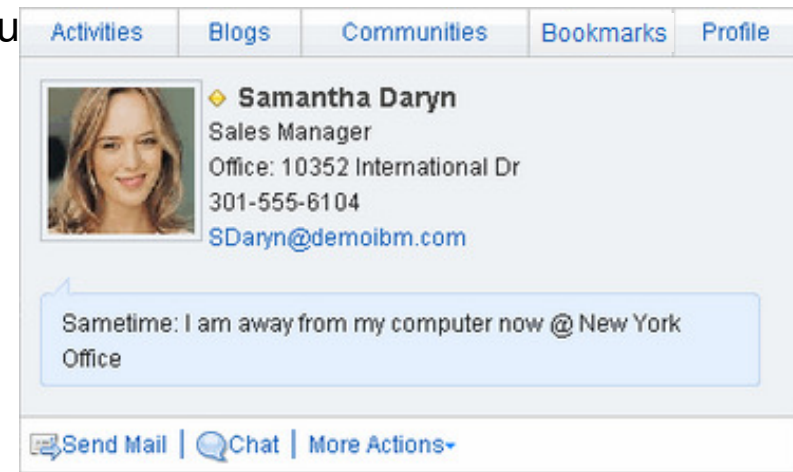 u
Activities Blogs Communities Bookmarks Profile
Samantha Daryn
Sales Manager
Office: 10352 International Dr
301-555-6104
SDaryn@demoibm.com
Sametime: I am away from my computer now @ New York
Office
Send Mail | Chat | More Actions